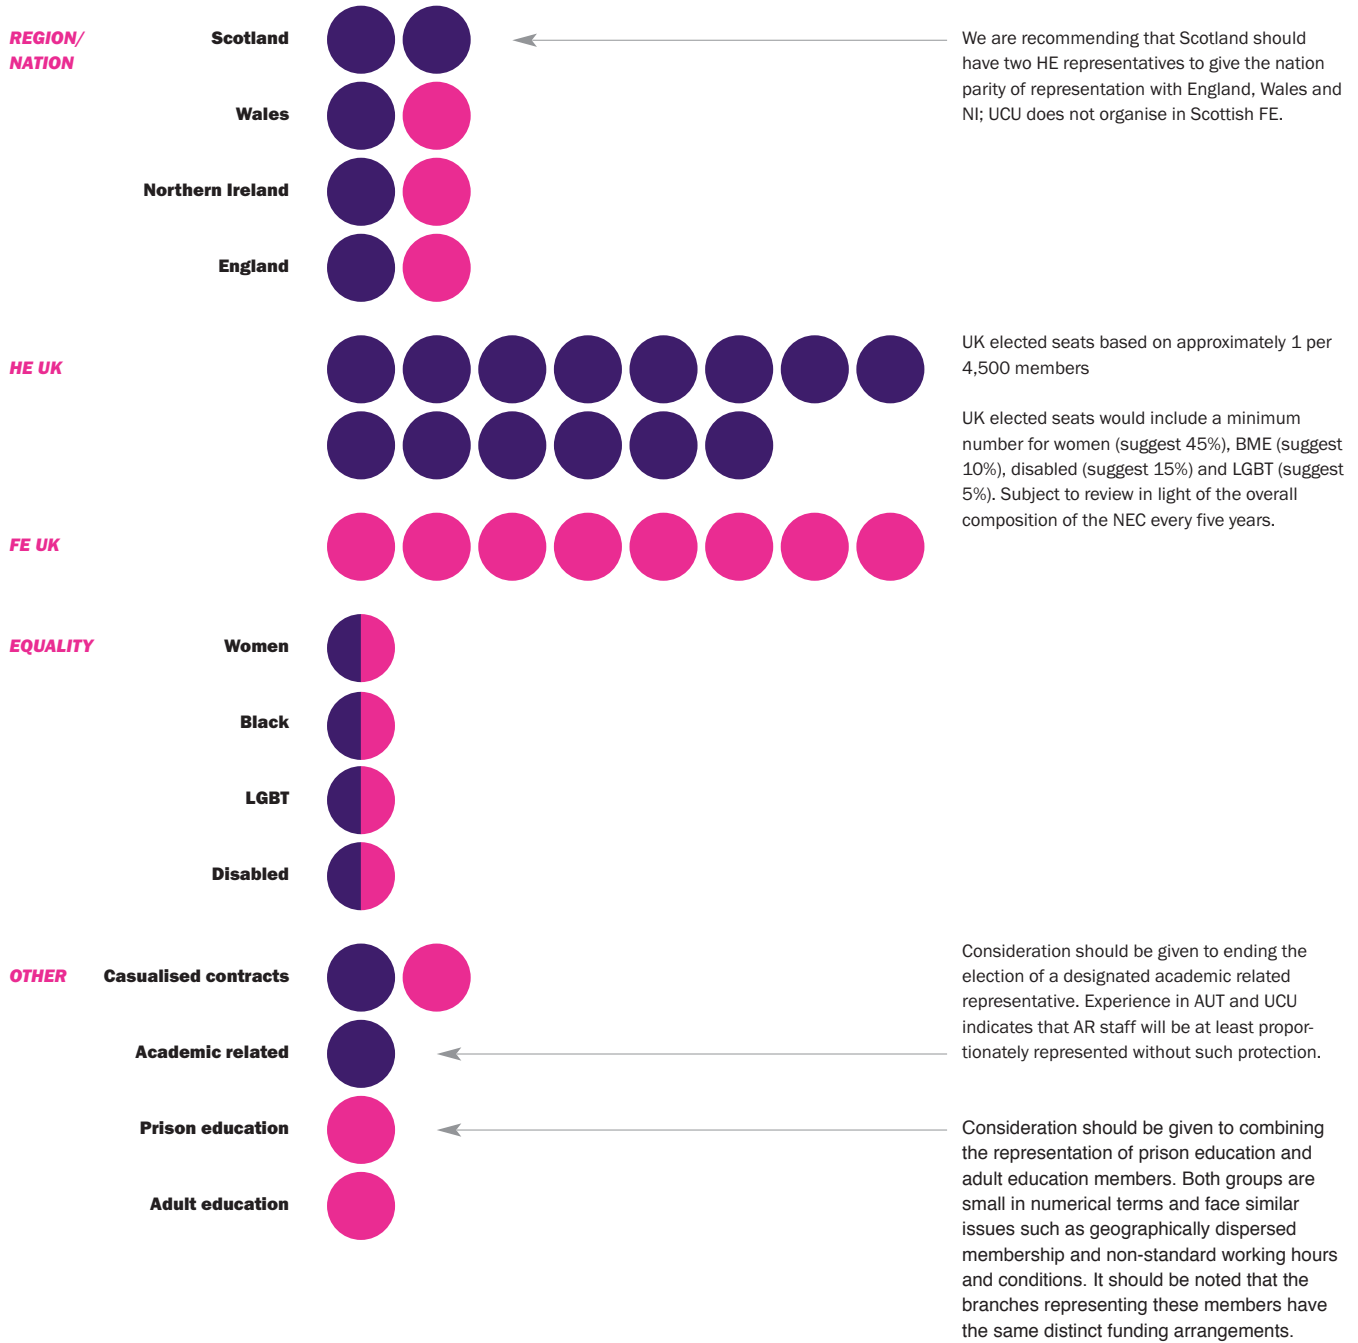 REGION/
NATION
Scotland
We are recommending that Scotland should
have two HE representatives to give the nation
parity of representation with England, Wales and
NI; UCU does not organise in Scottish FE.
Wales
Northern Ireland
England
HE UK
UK elected seats based on approximately 1 per
4,500 members
UK elected seats would include a minimum
number for women (suggest 45%), BME (suggest
10%), disabled (suggest 15%) and LGBT (suggest
5%). Subject to review in light of the overall
composition of the NEC every five years.
FE UK
EQUALITY
Women
Black
LGBT
Disabled
OTHER
Casualised contracts
Consideration should be given to ending the
election of a designated academic related
representative. Experience in AUT and UCU
indicates that AR staff will be at least propor-
tionately represented without such protection.
Academic related
Prison education
Consideration should be given to combining
the representation of prison education and
adult education members. Both groups are
small in numerical terms and face similar
issues such as geographically dispersed
membership and non-standard working hours
and conditions. It should be noted that the
branches representing these members have
the same distinct funding arrangements.
Adult education